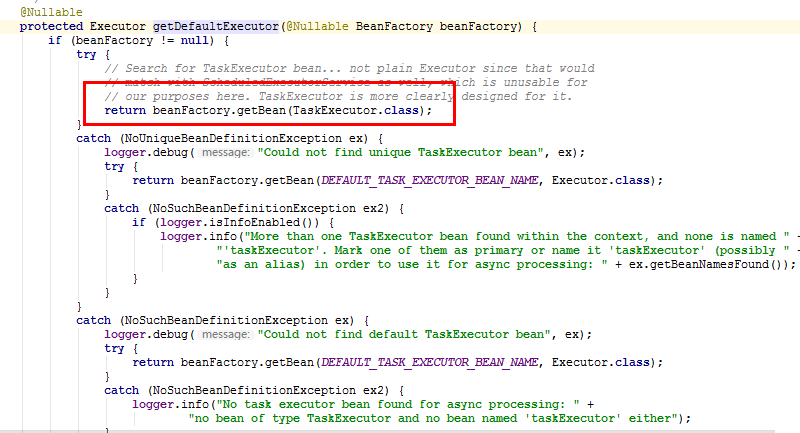 @Nullable
protected Executor getDefaultExecutor(@Nullable BeanFactory beanFactory) {
    if (beanFactory != null) {
        try {
            // Search for TaskExecutor bean... not plain Executor since that would
            // match with ScheduledExecutorService as well, which is unusable for
            // our purposes here. TaskExecutor is more clearly designed for it.
            return beanFactory.getBean(TaskExecutor.class);
        }
        catch (NoUniqueBeanDefinitionException ex) {
            logger.debug( message: "Could not find unique TaskExecutor bean", ex);
            try {
                return beanFactory.getBean(DEFAULT_TASK_EXECUTOR_BEAN_NAME, Executor.class);
            }
            catch (NoSuchBeanDefinitionException ex2) {
                if (logger.isInfoEnabled()) {
                    logger.info("More than one TaskExecutor bean found within the context, and none is named " +
                            "'taskExecutor'. Mark one of them as primary or name it 'taskExecutor' (possibly " +
                            "as an alias) in order to use it for async processing: " + ex.getBeanNamesFound());
                }
            }
        }
        catch (NoSuchBeanDefinitionException ex) {
            logger.debug( message: "Could not find default TaskExecutor bean", ex);
            try {
                return beanFactory.getBean(DEFAULT_TASK_EXECUTOR_BEAN_NAME, Executor.class);
            }
            catch (NoSuchBeanDefinitionException ex2) {
                logger.info("No task executor bean found for async processing: " +
                        "no bean of type TaskExecutor and no bean named 'taskExecutor' either");
            }